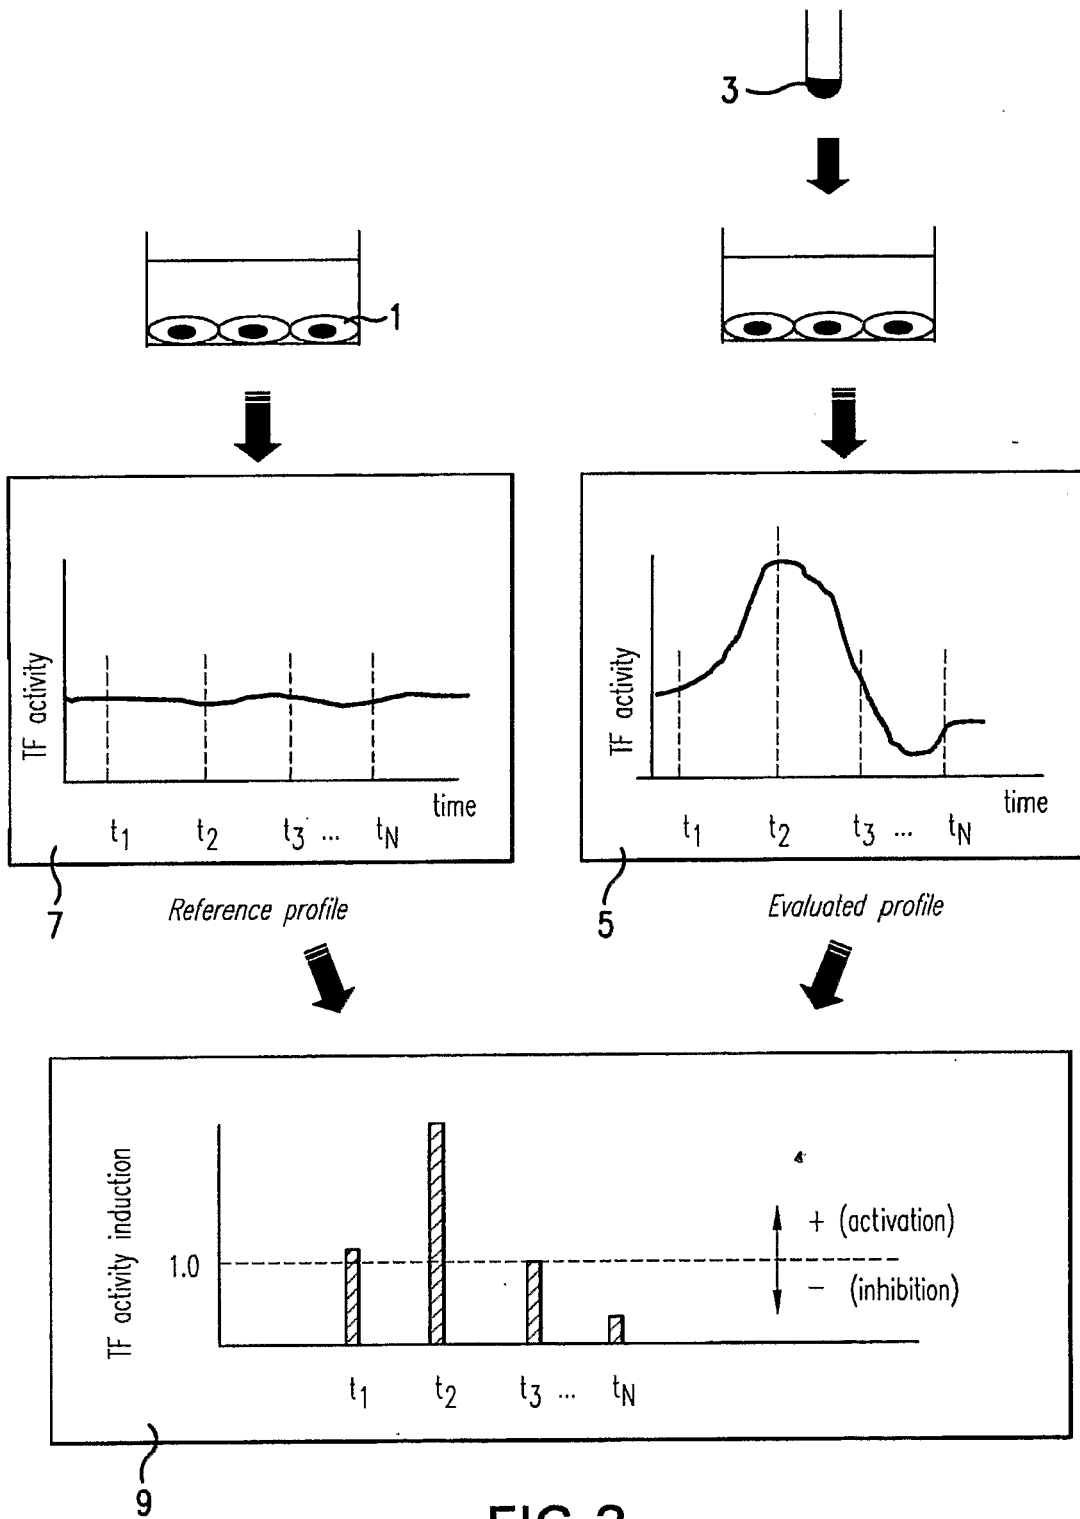 3
1
TF activity
time
t1 t2 t3 ... tN
7
Reference profile
TF activity
time
t1 t2 t3 ... tN
5
Evaluated profile
TF activity induction
1.0
+ (activation)
− (inhibition)
t1 t2 t3 ... tN
9